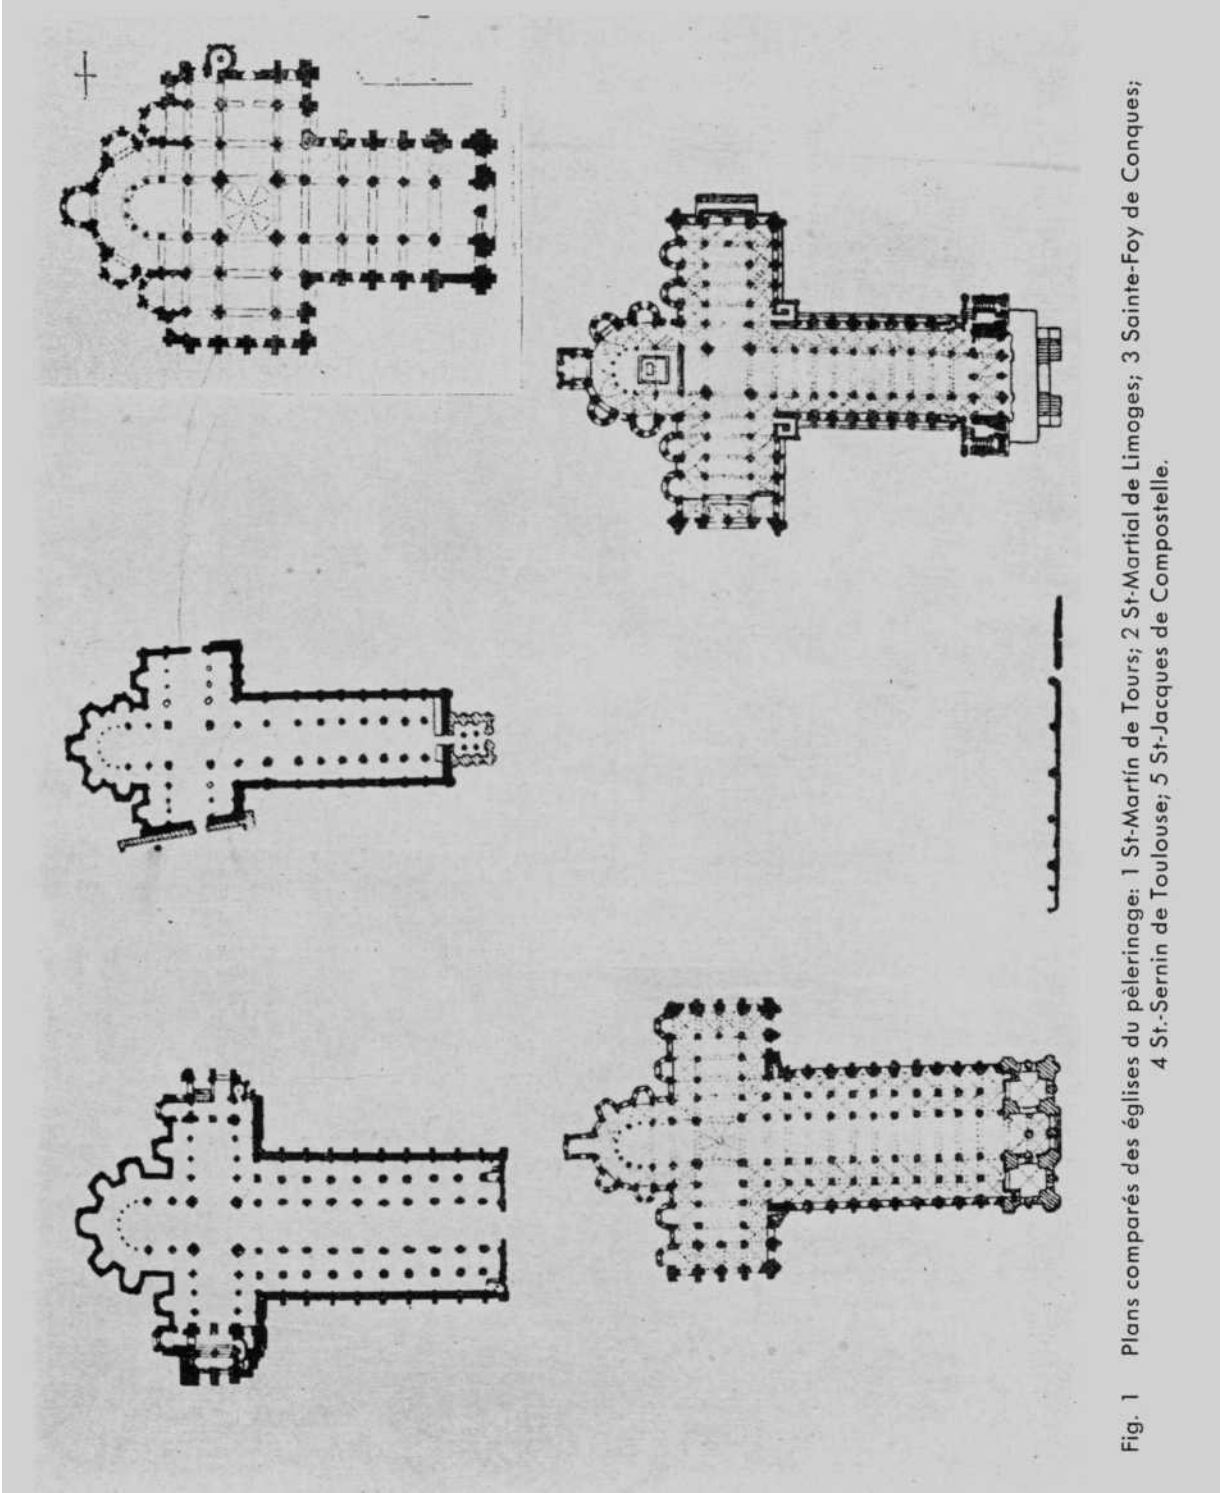 Fig. 1 Plans comparés des églises du pèlerinage: 1 St-Martin de Tours; 2 St-Martial de Limoges; 3 Sainte-Foy de Conques;
4 St.-Sernin de Toulouse; 5 St-Jacques de Compostelle.